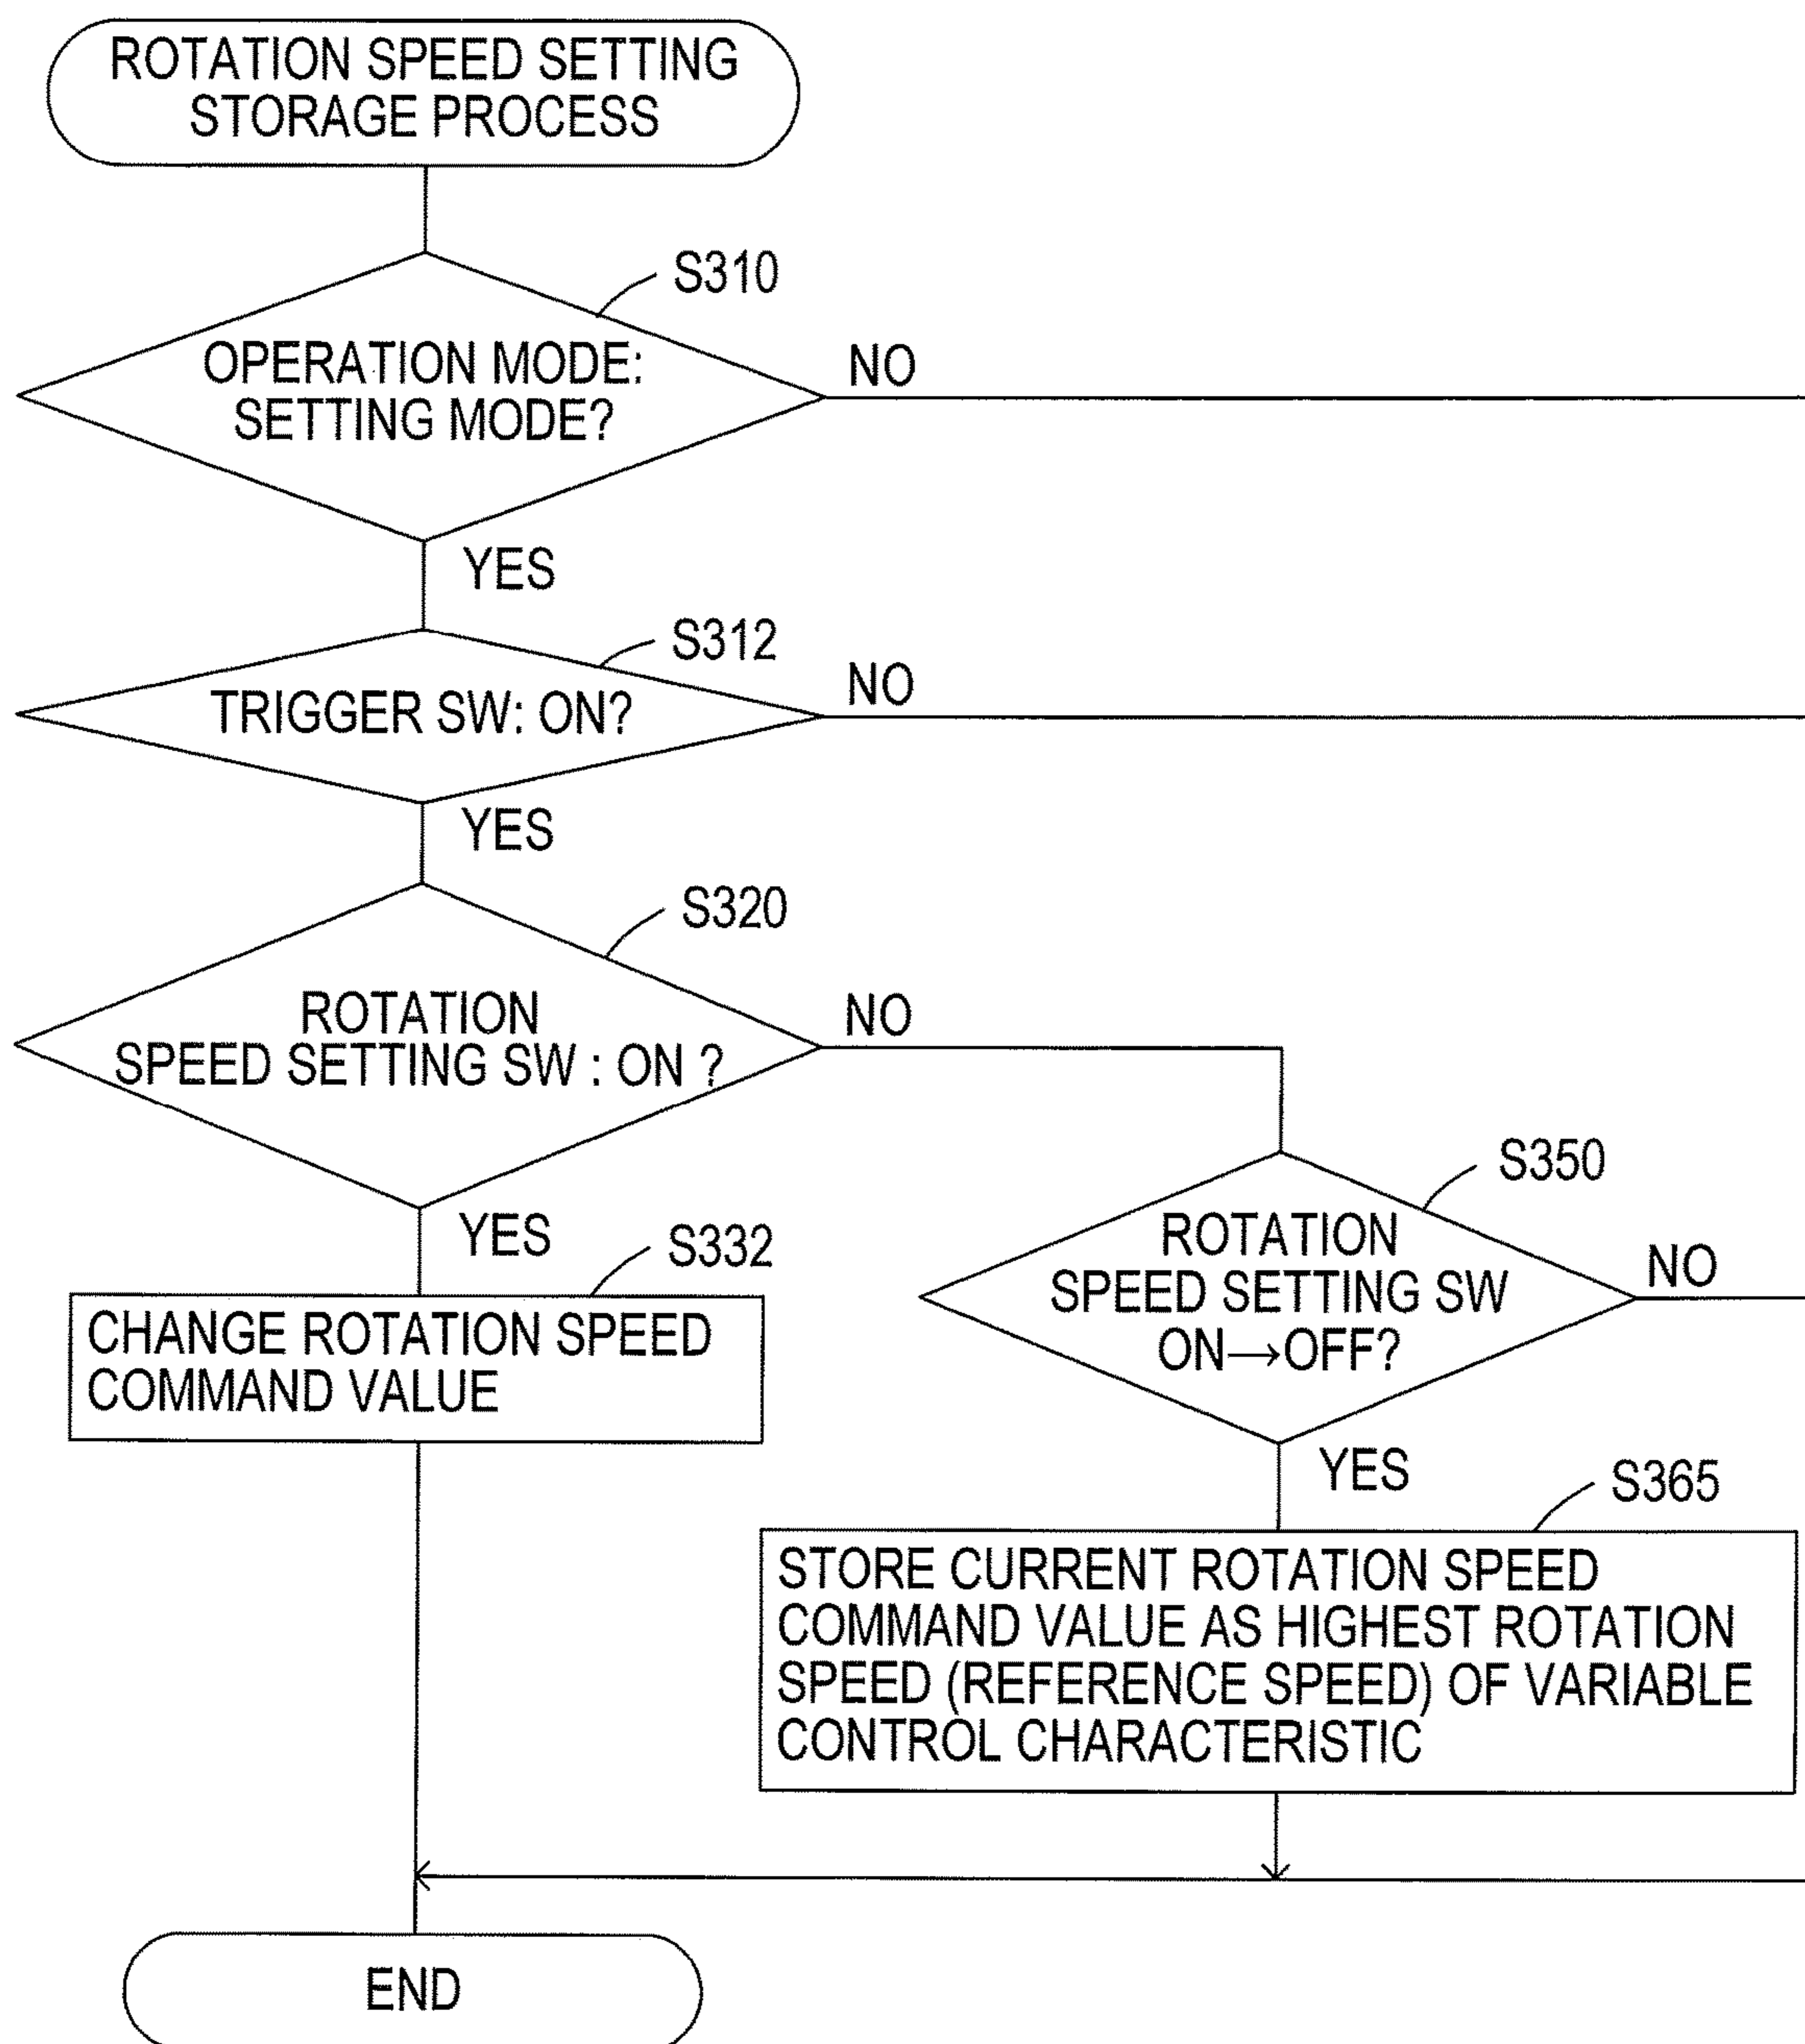 ROTATION SPEED SETTING
STORAGE PROCESS
S310
OPERATION MODE:
SETTING MODE?
NO
YES
S312
TRIGGER SW: ON?
NO
YES
S320
ROTATION
SPEED SETTING SW : ON ?
NO
YES
S332
CHANGE ROTATION SPEED
COMMAND VALUE
S350
ROTATION
SPEED SETTING SW
ON→OFF?
NO
YES
S365
STORE CURRENT ROTATION SPEED
COMMAND VALUE AS HIGHEST ROTATION
SPEED (REFERENCE SPEED) OF VARIABLE
CONTROL CHARACTERISTIC
END